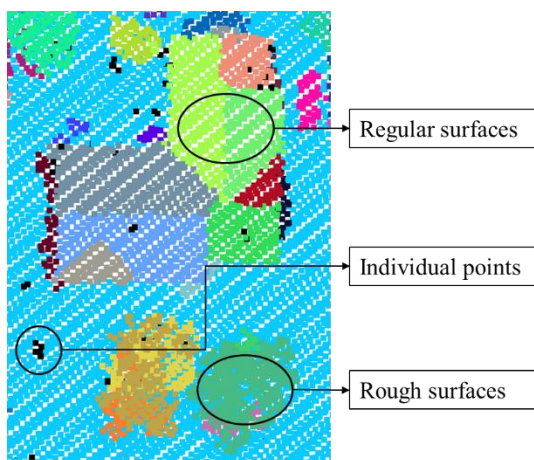 Regular surfaces
Individual points
Rough surfaces